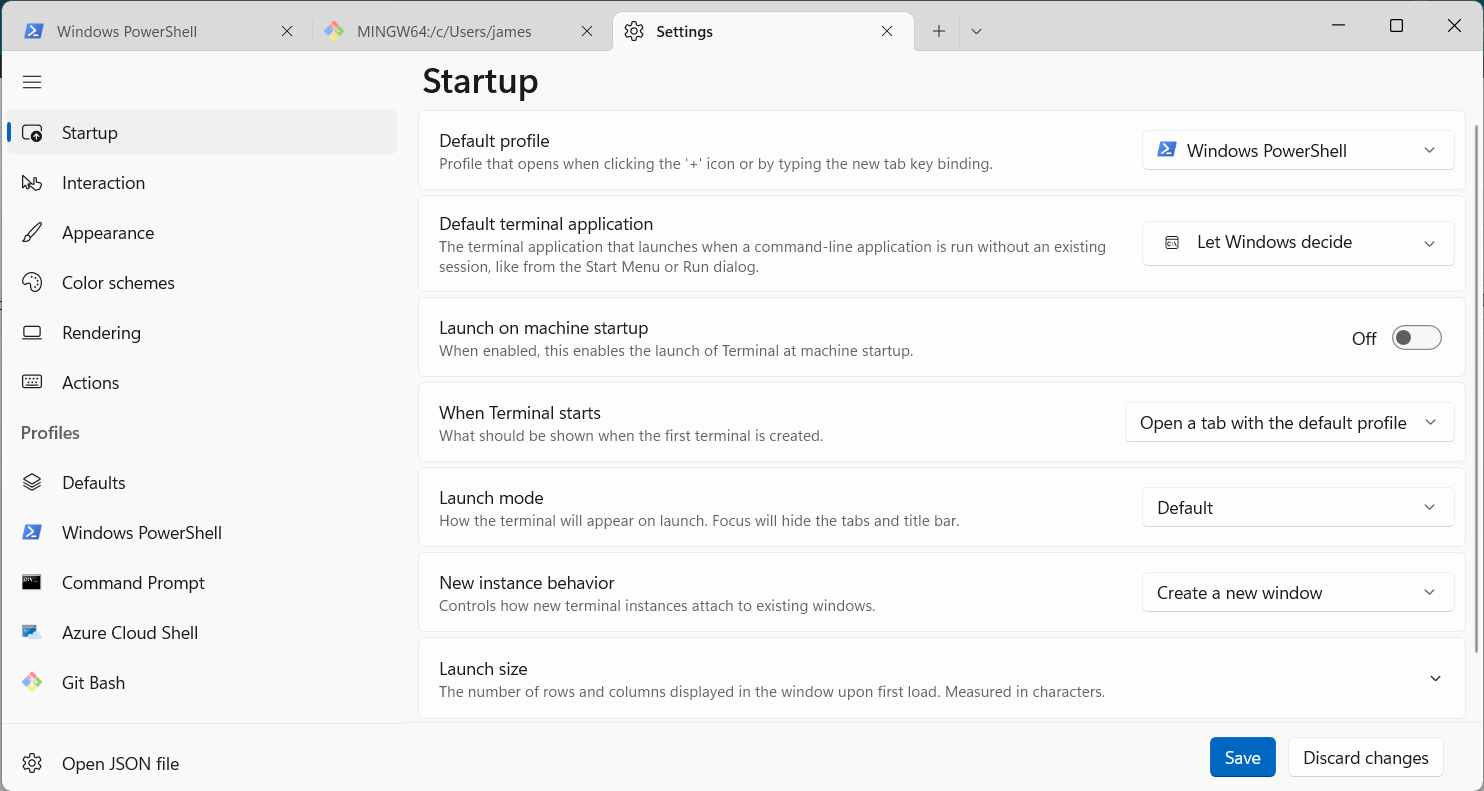 Windows PowerShell
MINGW64:/c/Users/james
Settings
Startup
Interaction
Appearance
Color schemes
Rendering
Actions
Profiles
Defaults
Windows PowerShell
Command Prompt
Azure Cloud Shell
Git Bash
Open JSON file
Startup
Default profile
Profile that opens when clicking the '+' icon or by typing the new tab key binding.
Windows PowerShell
Default terminal application
The terminal application that launches when a command-line application is run without an existing
session, like from the Start Menu or Run dialog.
Let Windows decide
Launch on machine startup
When enabled, this enables the launch of Terminal at machine startup.
Off
When Terminal starts
What should be shown when the first terminal is created.
Open a tab with the default profile
Launch mode
How the terminal will appear on launch. Focus will hide the tabs and title bar.
Default
New instance behavior
Controls how new terminal instances attach to existing windows.
Create a new window
Launch size
The number of rows and columns displayed in the window upon first load. Measured in characters.
Save
Discard changes